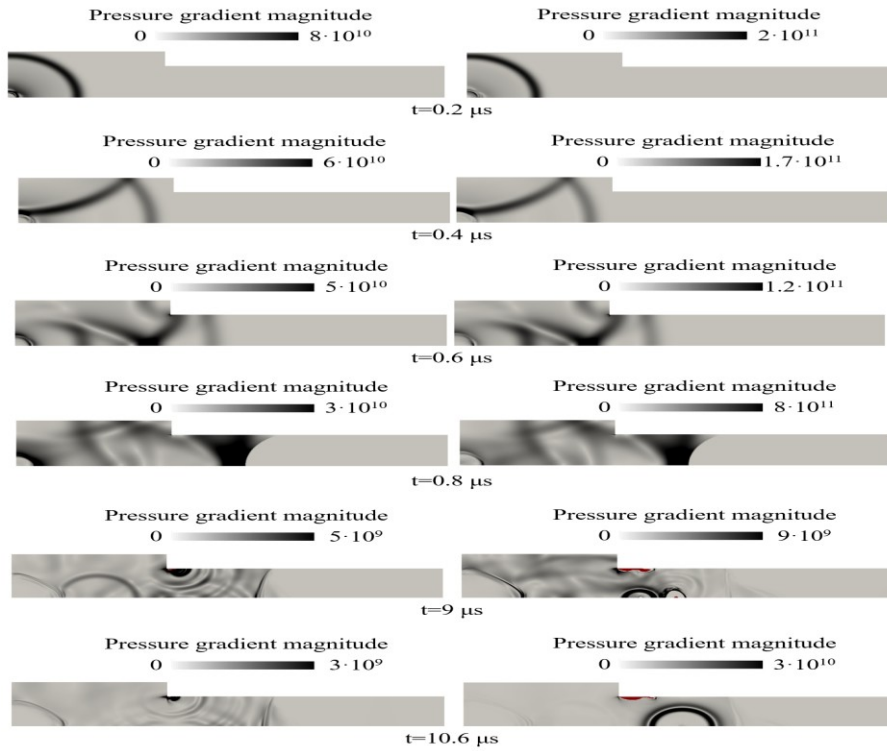 Pressure gradient magnitude Pressure gradient magnitude
0 8·10¹⁰ 0 2·10¹¹
t=0.2 μs
Pressure gradient magnitude Pressure gradient magnitude
0 6·10¹⁰ 0 1.7·10¹¹
t=0.4 μs
Pressure gradient magnitude Pressure gradient magnitude
0 5·10¹⁰ 0 1.2·10¹¹
t=0.6 μs
Pressure gradient magnitude Pressure gradient magnitude
0 3·10¹⁰ 0 8·10¹¹
t=0.8 μs
Pressure gradient magnitude Pressure gradient magnitude
0 5·10⁹ 0 9·10⁹
t=9 μs
Pressure gradient magnitude Pressure gradient magnitude
0 3·10⁹ 0 3·10¹⁰
t=10.6 μs